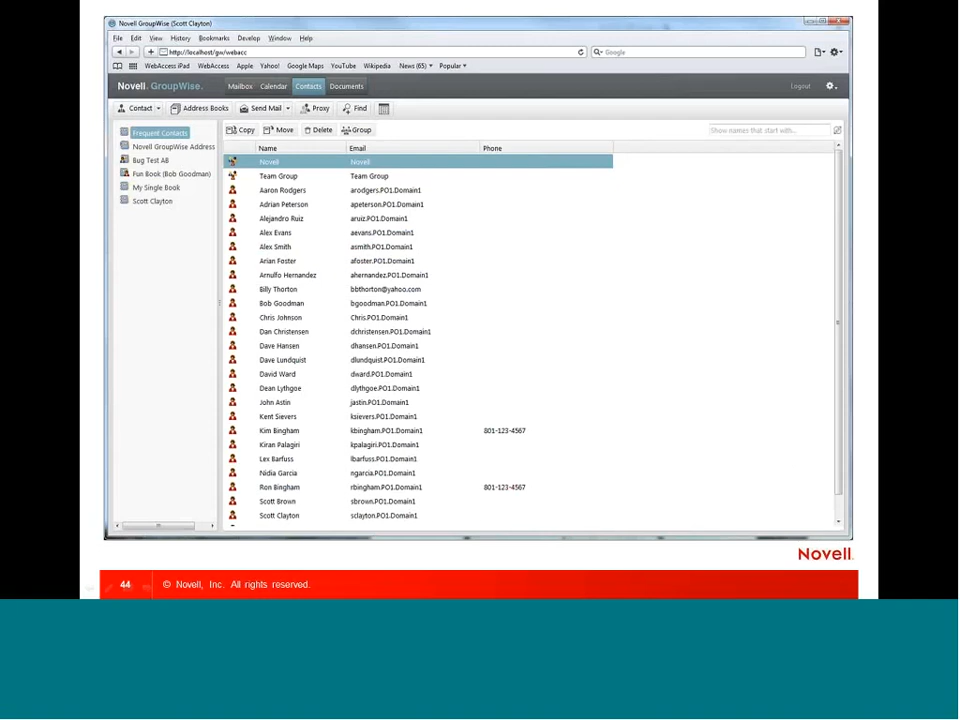 Novell GroupWise (Scott Clayton)
File Edit View History Bookmarks Develop Window Help
http://localhost/gw/webacc
Google
WebAccess iPad WebAccess Apple Yahoo! Google Maps YouTube Wikipedia News (65) Popular
Novell. GroupWise. Mailbox Calendar Contacts Documents Logout
Contact Address Books Send Mail Proxy Find
Frequent Contacts
Novell GroupWise Address
Bug Test AB
Fun Book (Bob Goodman)
My Single Book
Scott Clayton
Copy Move Delete Group Show names that start with...
Name Email Phone
Novell Novell
Team Group Team Group
Aaron Rodgers arodgers.PO1.Domain1
Adrian Peterson apeterson.PO1.Domain1
Alejandro Ruiz aruiz.PO1.Domain1
Alex Evans aevans.PO1.Domain1
Alex Smith asmith.PO1.Domain1
Arian Foster afoster.PO1.Domain1
Arnulfo Hernandez ahernandez.PO1.Domain1
Billy Thorton bbthorton@yahoo.com
Bob Goodman bgoodman.PO1.Domain1
Chris Johnson Chris.PO1.Domain1
Dan Christensen dchristensen.PO1.Domain1
Dave Hansen dhansen.PO1.Domain1
Dave Lundquist dlundquist.PO1.Domain1
David Ward dward.PO1.Domain1
Dean Lythgoe dlythgoe.PO1.Domain1
John Astin jastin.PO1.Domain1
Kent Sievers ksievers.PO1.Domain1
Kim Bingham kbingham.PO1.Domain1 801-123-4567
Kiran Palagiri kpalagiri.PO1.Domain1
Lex Barfuss lbarfuss.PO1.Domain1
Nidia Garcia ngarcia.PO1.Domain1
Ron Bingham rbingham.PO1.Domain1 801-123-4567
Scott Brown sbrown.PO1.Domain1
Scott Clayton sclayton.PO1.Domain1
Novell.
44 © Novell, Inc. All rights reserved.